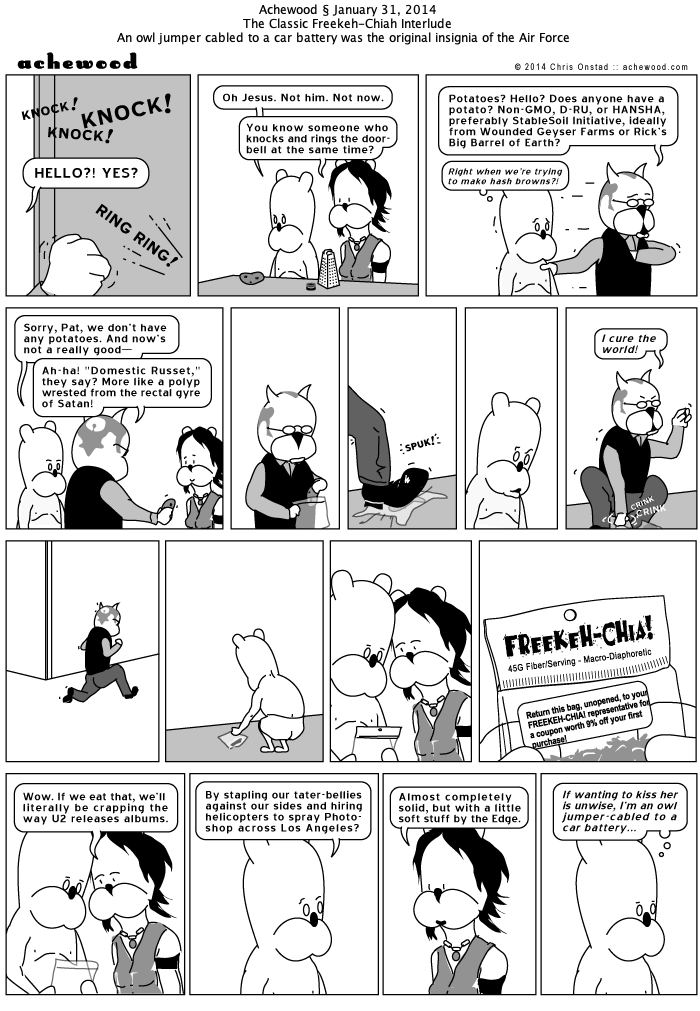 Achewood § January 31, 2014
The Classic Freekeh-Chiah Interlude
An owl jumper cabled to a car battery was the original insignia of the Air Force
achewood
© 2014 Chris Onstad :: achewood.com
KNOCK!
KNOCK!
KNOCK!
HELLO?! YES?
RING RING!
Oh Jesus. Not him. Not now.
You know someone who
knocks and rings the door-
bell at the same time?
Potatoes? Hello? Does anyone have a
potato? Non-GMO, D-RU, or HANSHA,
preferably StableSoil Initiative, ideally
from Wounded Geyser Farms or Rick's
Big Barrel of Earth?
Right when we're trying
to make hash browns?!
Sorry, Pat, we don't have
any potatoes. And now's
not a really good—
Ah-ha! "Domestic Russet,"
they say? More like a polyp
wrested from the rectal gyre
of Satan!
SPUK!
I cure the
world!
CRINK
CRINK
FREEKEH-CHIA!
45G Fiber/Serving - Macro-Diaphoretic
Return this bag, unopened, to your
FREEKEH-CHIA! representative for
a coupon worth 9% off your first
purchase!
Wow. If we eat that, we'll
literally be crapping the
way U2 releases albums.
By stapling our tater-bellies
against our sides and hiring
helicopters to spray Photo-
shop across Los Angeles?
Almost completely
solid, but with a little
soft stuff by the Edge.
If wanting to kiss her
is unwise, I'm an owl
jumper-cabled to a
car battery...